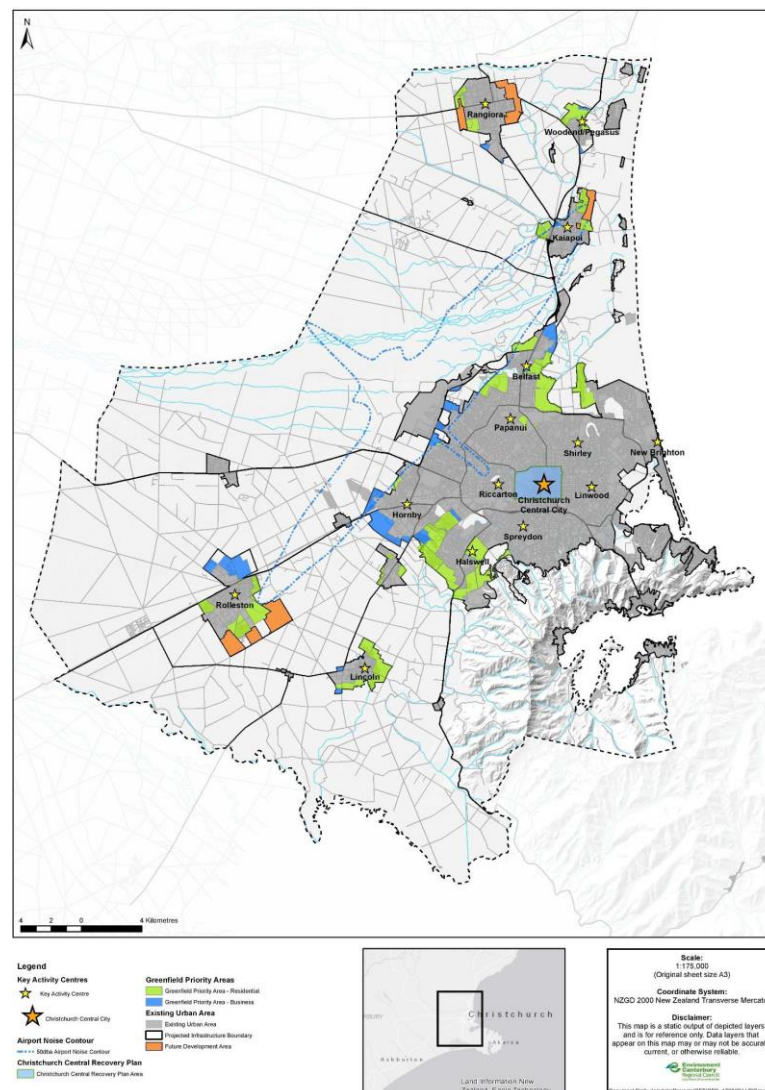 N
Rangiora
Woodend/Pegasus
Kaiapoi
Belfast
Papanui
Shirley
New Brighton
Riccarton
Christchurch
Central City
Linwood
Hornby
Spreydon
Halswell
Rolleston
Lincoln
4 2 0 4 Kilometres
Legend
Key Activity Centres
Key Activity Centre
Christchurch Central City
Airport Noise Contour
50dba Airport Noise Contour
Christchurch Central Recovery Plan
Christchurch Central Recovery Plan Area
Greenfield Priority Areas
Greenfield Priority Area - Residential
Greenfield Priority Area - Business
Existing Urban Area
Existing Urban Area
Projected Infrastructure Boundary
Future Development Area
Christchurch
Akaroa
Ashburton
Land Information New
Scale:
1:175,000
(Original sheet size A3)
Coordinate System:
NZGD 2000 New Zealand Transverse Mercato
Disclaimer:
This map is a static output of depicted layers
and is for reference only. Data layers that
appear on this map may or may not be accurat
current, or otherwise reliable.
Environment
Canterbury
Regional Council